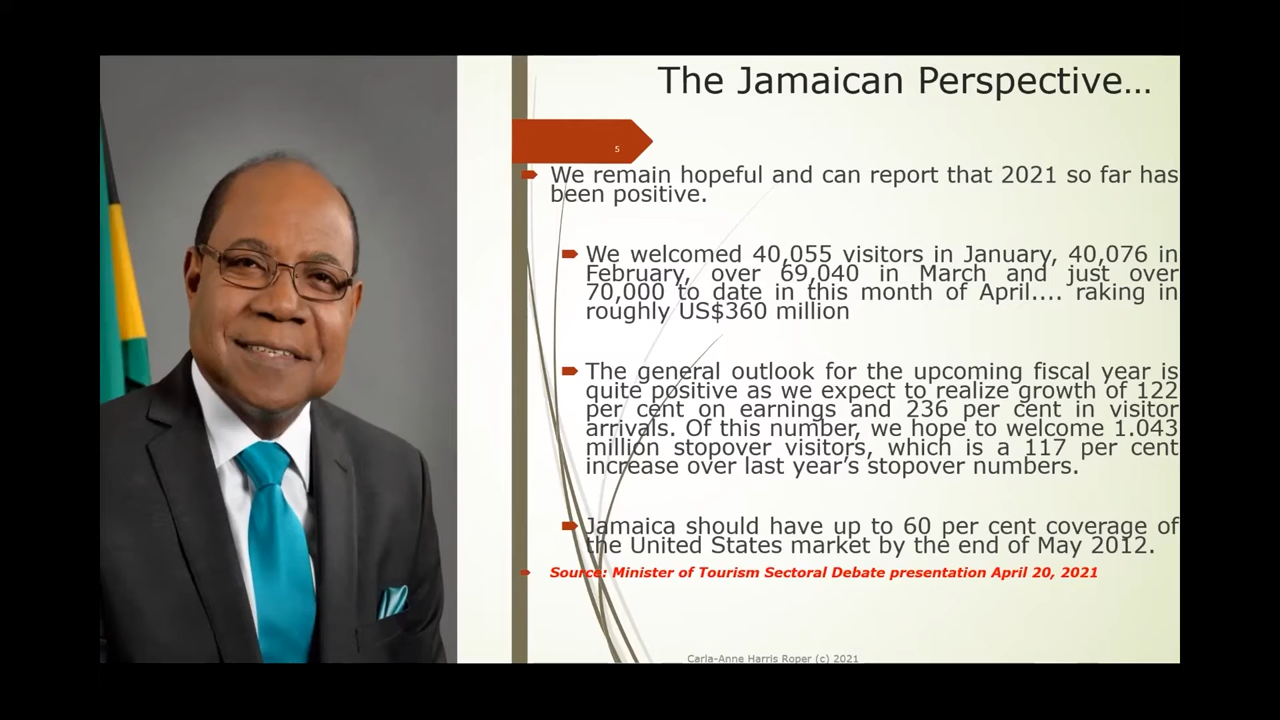 The Jamaican Perspective...
5
We remain hopeful and can report that 2021 so far has
been positive.
We welcomed 40,055 visitors in January, 40,076 in
February, over 69,040 in March and just over
70,000 to date in this month of April.... raking in
roughly US$360 million
The general outlook for the upcoming fiscal year is
quite positive as we expect to realize growth of 122
per cent on earnings and 236 per cent in visitor
arrivals. Of this number, we hope to welcome 1.043
million stopover visitors, which is a 117 per cent
increase over last year's stopover numbers.
Jamaica should have up to 60 per cent coverage of
the United States market by the end of May 2012.
Source: Minister of Tourism Sectoral Debate presentation April 20, 2021
Carla-Anne Harris Roper (c) 2021